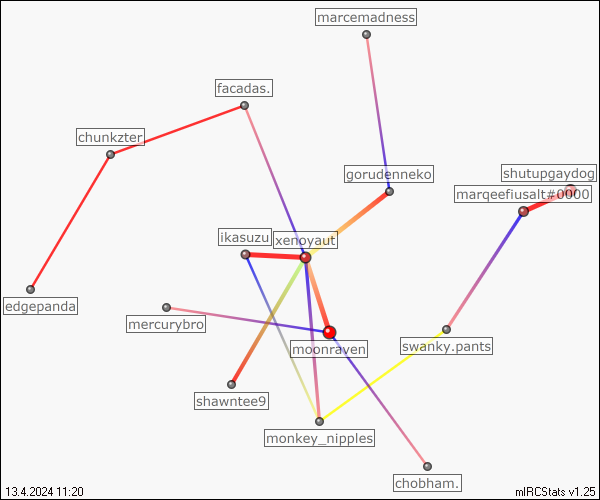 marcemadness
facadas.
chunkzter
shutupgaydog
gorudenneko
marqeefiusalt#0000
ikasuzu
xenoyaut
edgepanda
mercurybro
moonraven
swanky.pants
shawntee9
monkey_nipples
chobham.
13.4.2024 11:20
mIRCStats v1.25